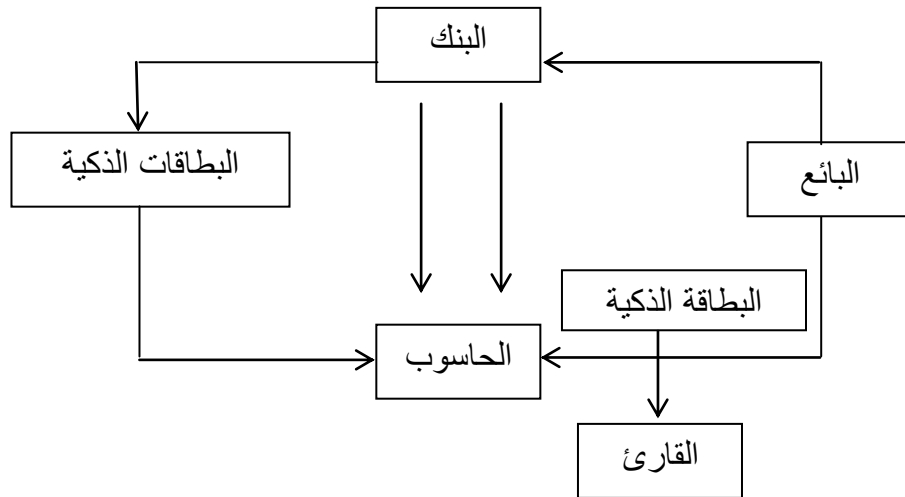 البنك
البطاقات الذكية
البائع
البطاقة الذكية
الحاسوب
القارئ